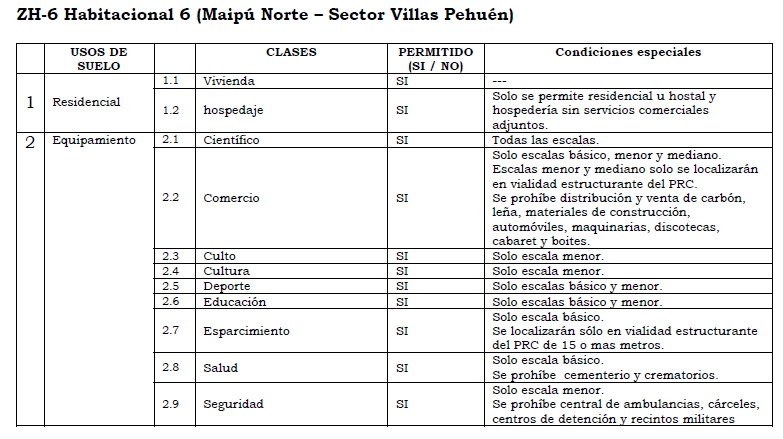 ZH-6 Habitacional 6 (Maipú Norte – Sector Villas Pehuén)
USOS DE SUELO CLASES PERMITIDO (SI / NO) Condiciones especiales
1 Residencial 1.1 Vivienda SI ---
1.2 hospedaje SI Solo se permite residencial u hostal y
hospedería sin servicios comerciales
adjuntos.
2 Equipamiento 2.1 Científico SI Todas las escalas.
2.2 Comercio SI Solo escalas básico, menor y mediano.
Escalas menor y mediano solo se localizarán
en vialidad estructurante del PRC.
Se prohíbe distribución y venta de carbón,
leña, materiales de construcción,
automóviles, maquinarias, discotecas,
cabaret y boites.
2.3 Culto SI Solo escala menor.
2.4 Cultura SI Solo escala menor.
2.5 Deporte SI Solo escalas básico y menor.
2.6 Educación SI Solo escalas básico y menor.
2.7 Esparcimiento SI Solo escala básico.
Se localizarán sólo en vialidad estructurante
del PRC de 15 o mas metros.
2.8 Salud SI Solo escala básico.
Se prohíbe cementerio y crematorios.
2.9 Seguridad SI Solo escala menor.
Se prohíbe central de ambulancias, cárceles,
centros de detención y recintos militares